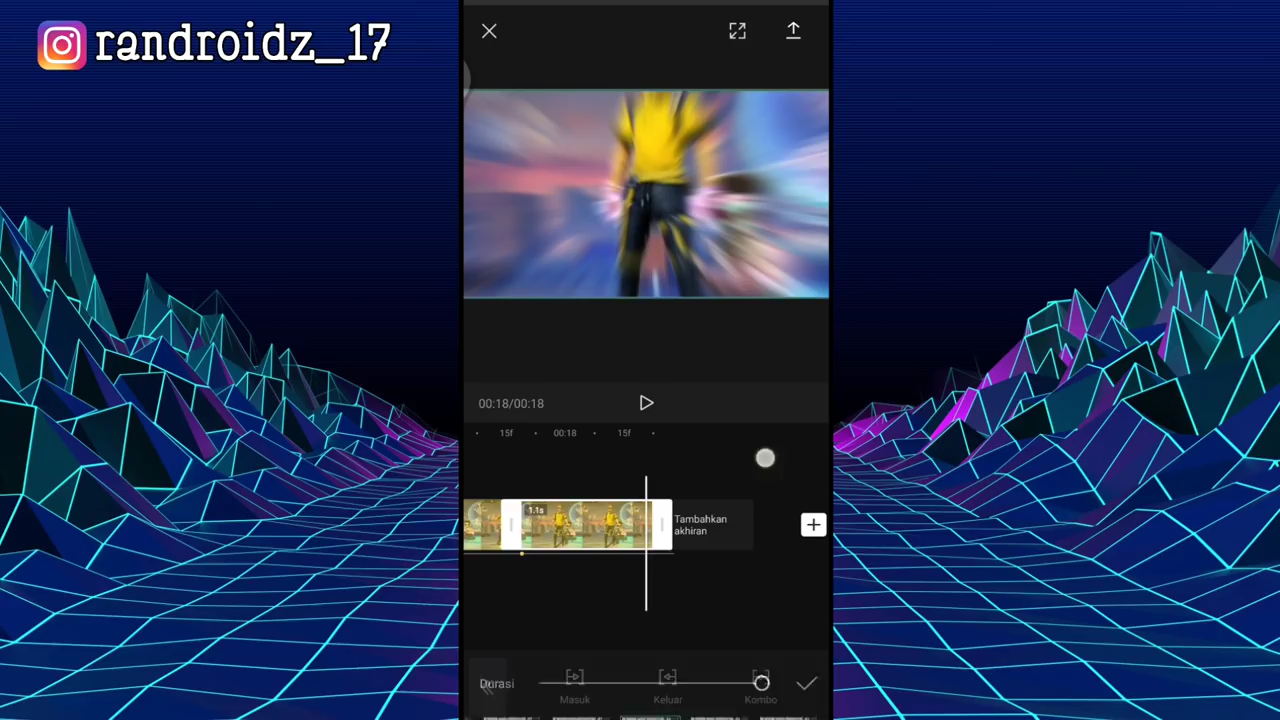 randroidz_17
00:18/00:18
15f 00:18 15f
1.1s
Tambahkan
akhiran
Durasi
Masuk Keluar Kombo